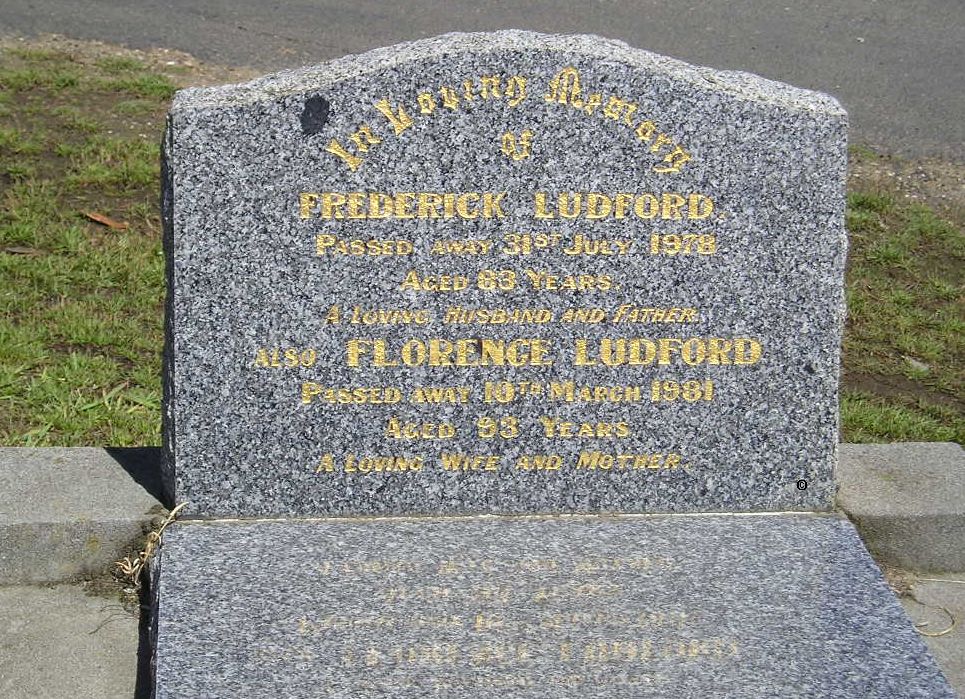 In Loving Memory
of
FREDERICK LUDFORD.
PASSED AWAY 31ST JULY 1978
AGED 83 YEARS.
A LOVING HUSBAND AND FATHER.
ALSO FLORENCE LUDFORD
PASSED AWAY 10TH MARCH 1981
AGED 93 YEARS
A LOVING WIFE AND MOTHER.
©